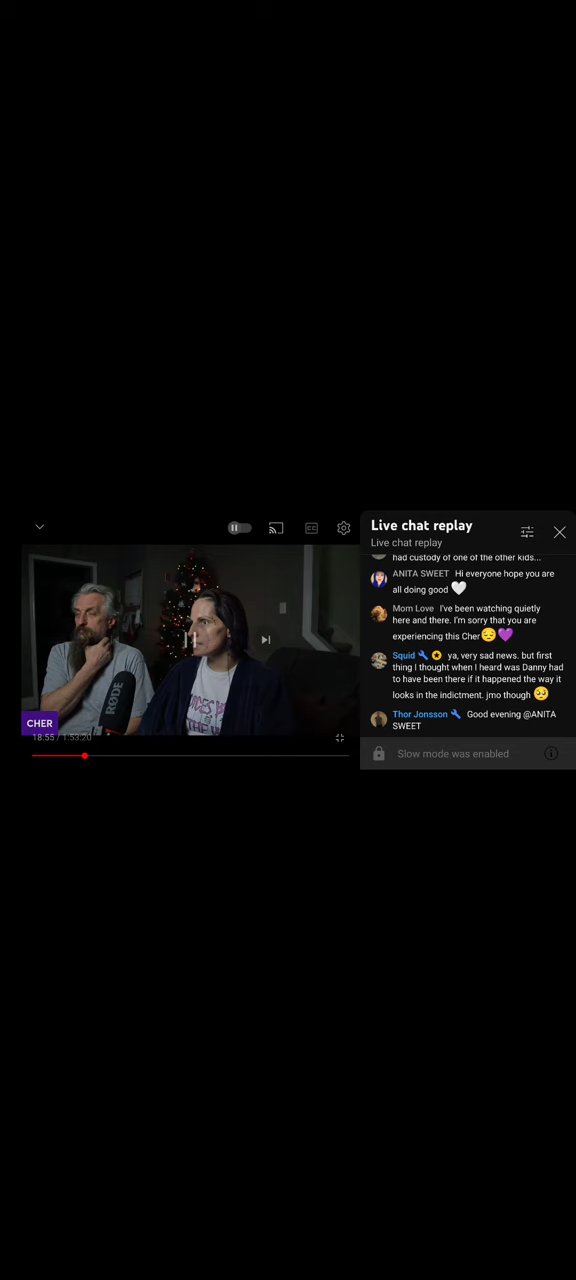 Live chat replay
Live chat replay
had custody of one of the other kids...
ANITA SWEET Hi everyone hope you are
all doing good 🤍
Mom Love I've been watching quietly
here and there. I'm sorry that you are
experiencing this Cher😔💜
Squid ya, very sad news. but first
thing I thought when I heard was Danny had
to have been there if it happened the way it
looks in the indictment. jmo though 🥺
Thor Jonsson Good evening @ANITA
SWEET
Slow mode was enabled
CC
RØDE
CHER
18:55 / 1:53:20